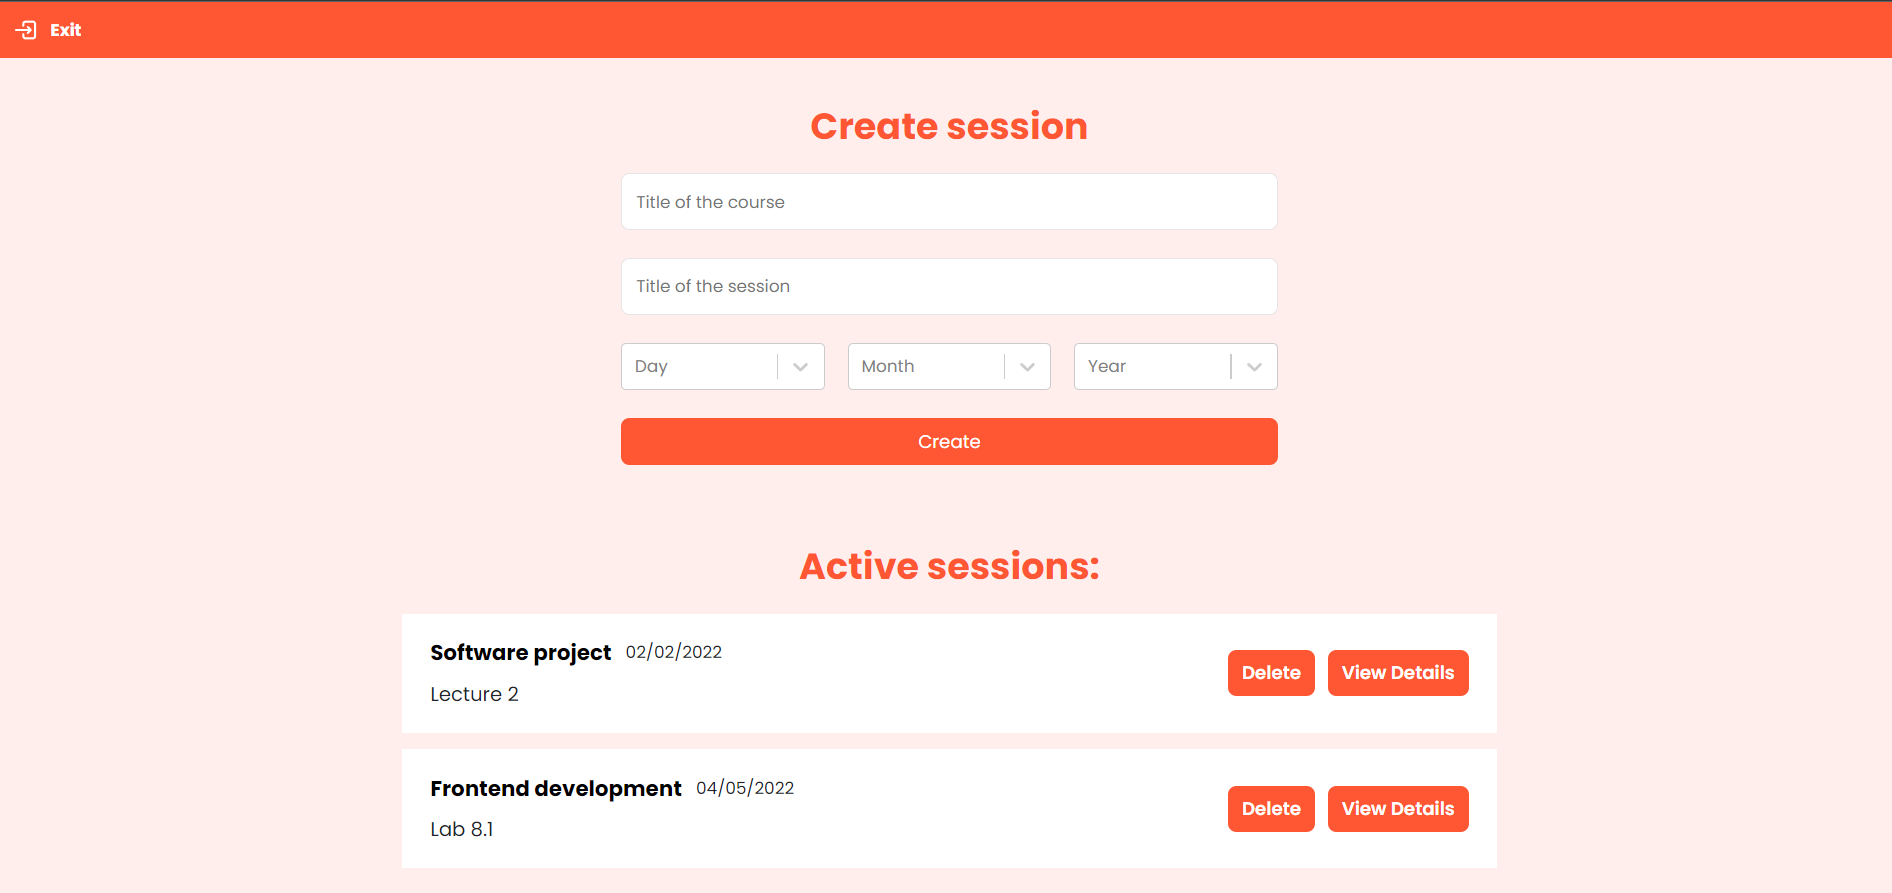 Exit
Create session
Title of the course
Title of the session
Day Month Year
Create
Active sessions:
Software project 02/02/2022
Lecture 2
Delete View Details
Frontend development 04/05/2022
Lab 8.1
Delete View Details